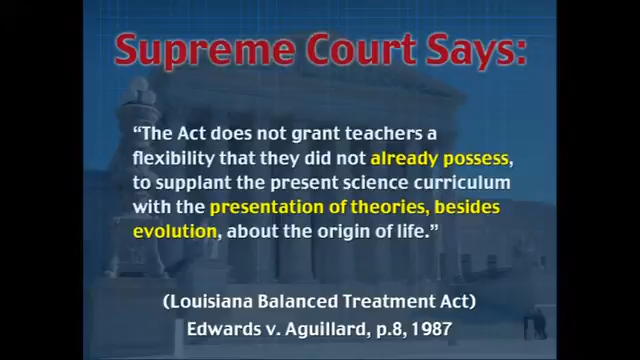 Supreme Court Says:
“The Act does not grant teachers a
flexibility that they did not already possess,
to supplant the present science curriculum
with the presentation of theories, besides
evolution, about the origin of life.”
(Louisiana Balanced Treatment Act)
Edwards v. Aguillard, p.8, 1987